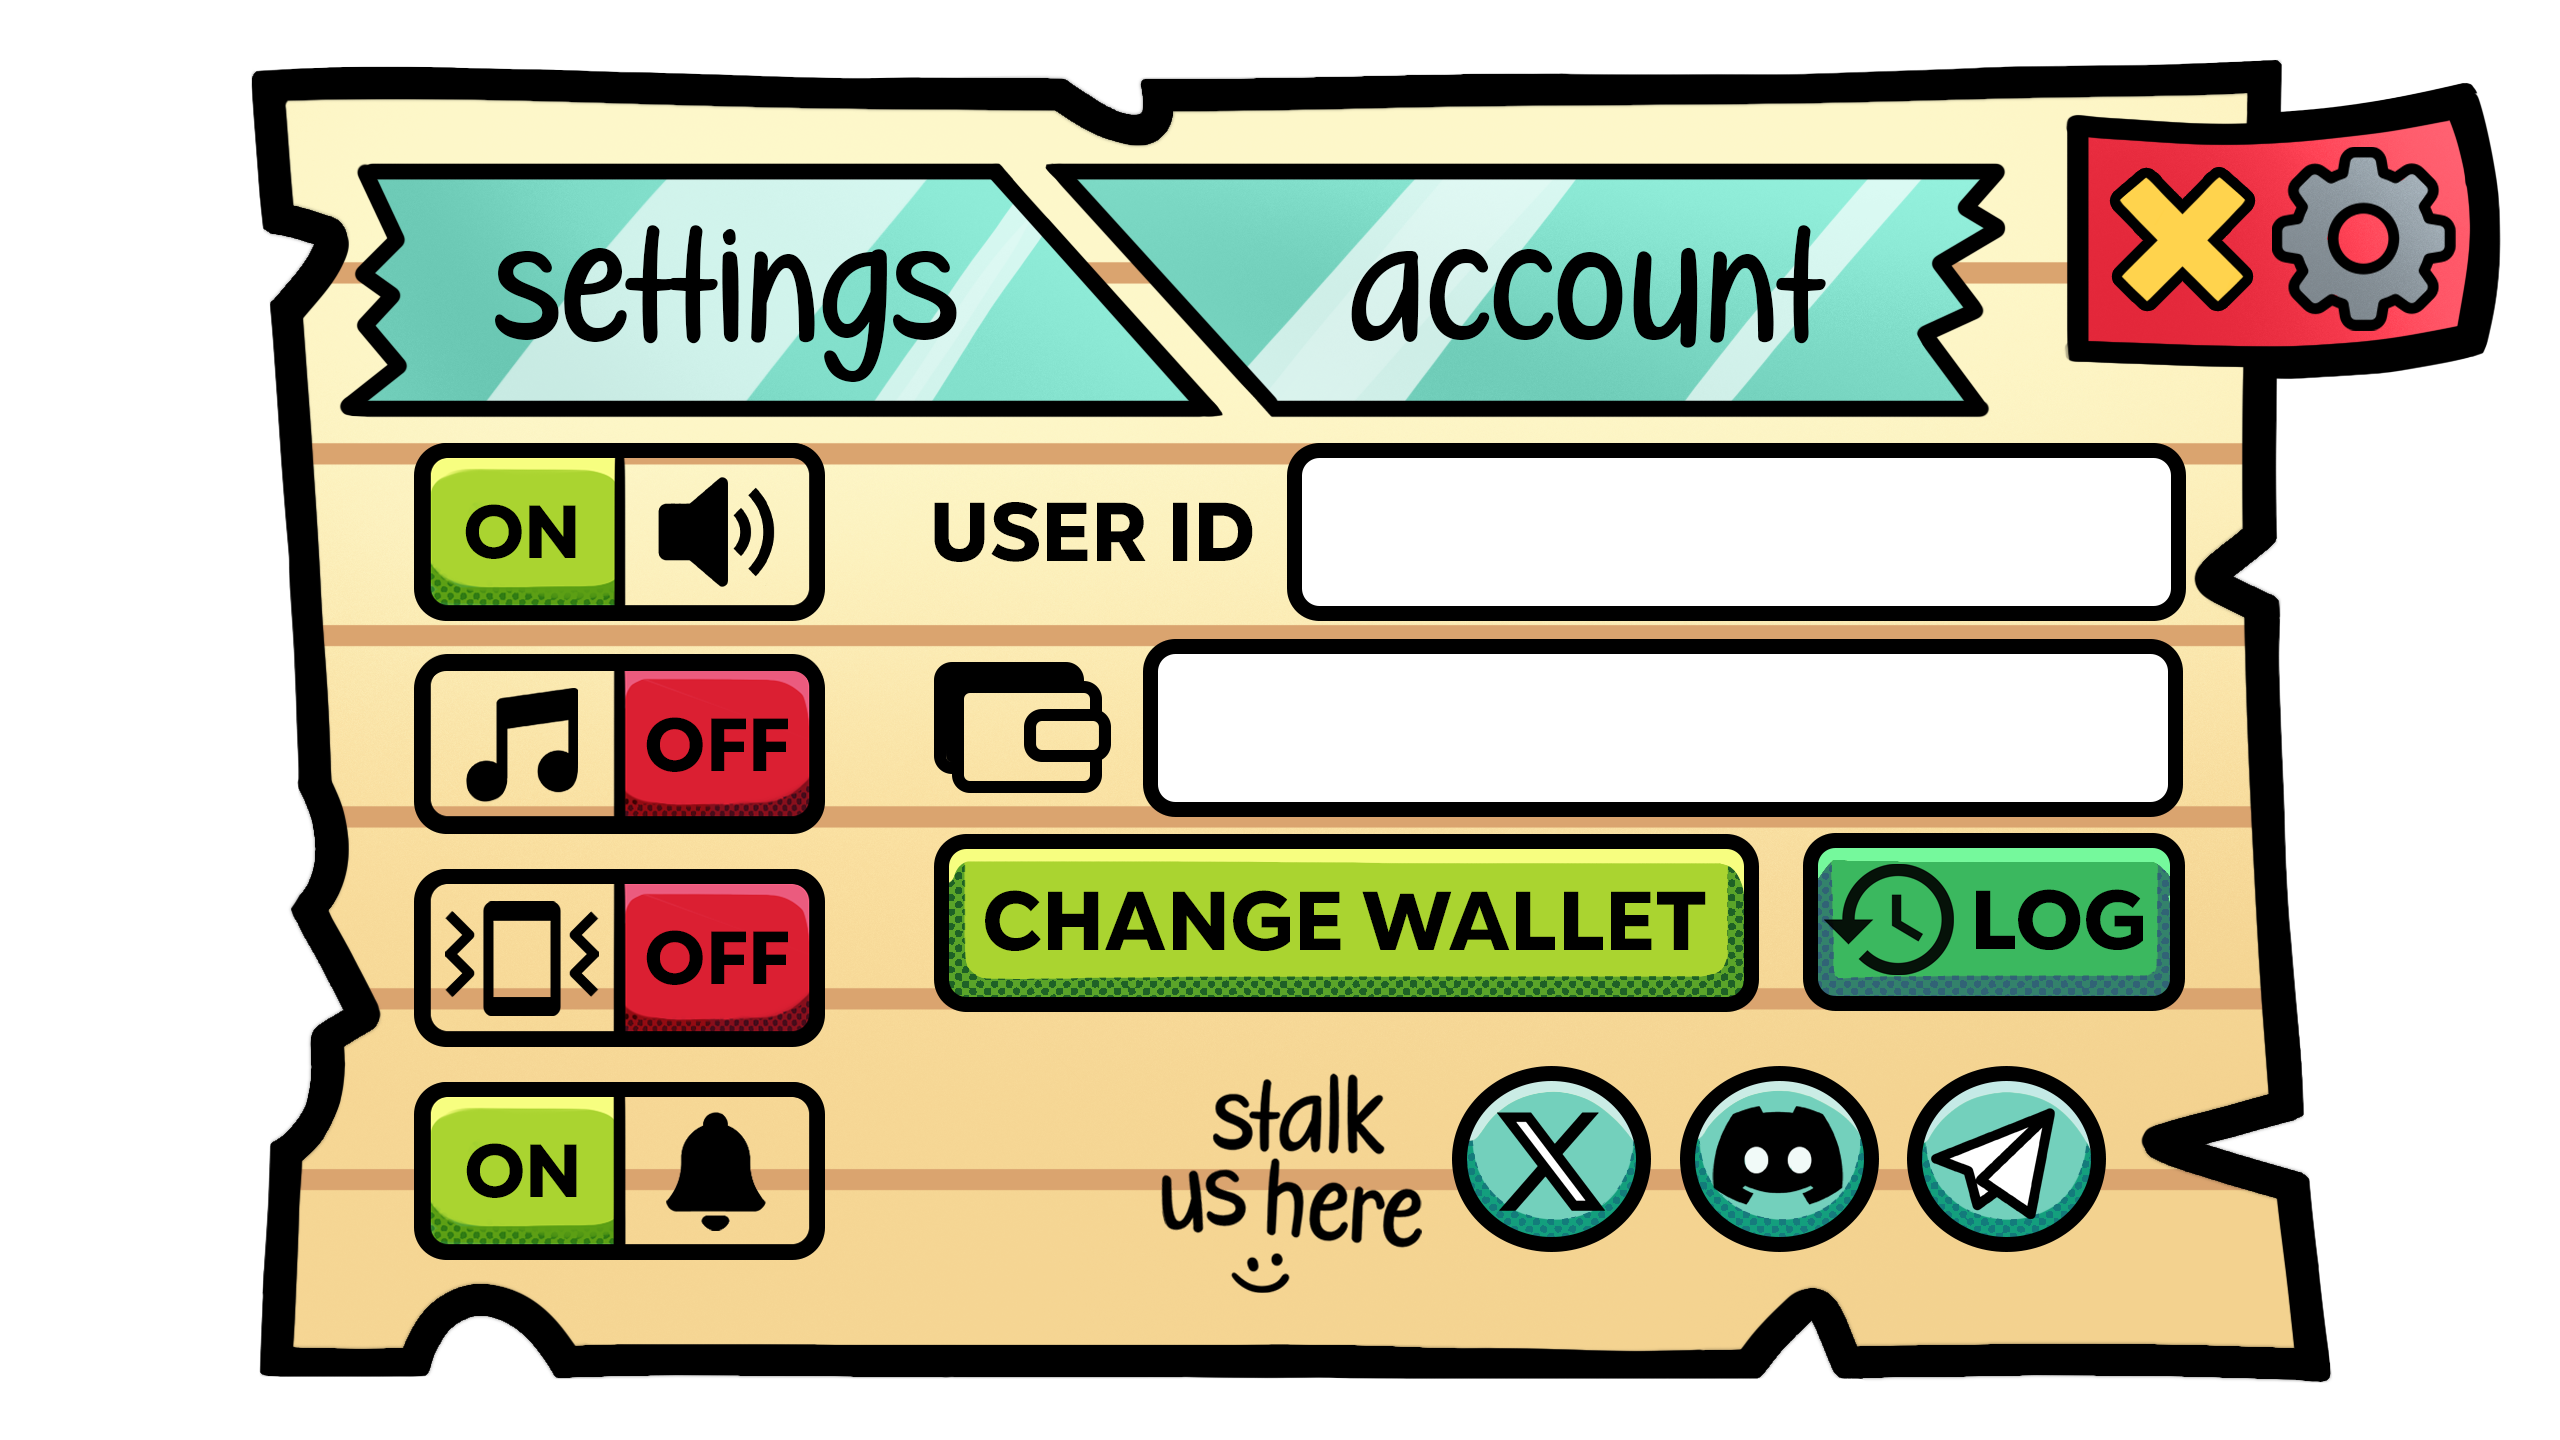 settings
account
ON
USER ID
OFF
OFF
CHANGE WALLET
LOG
ON
stalk
us here